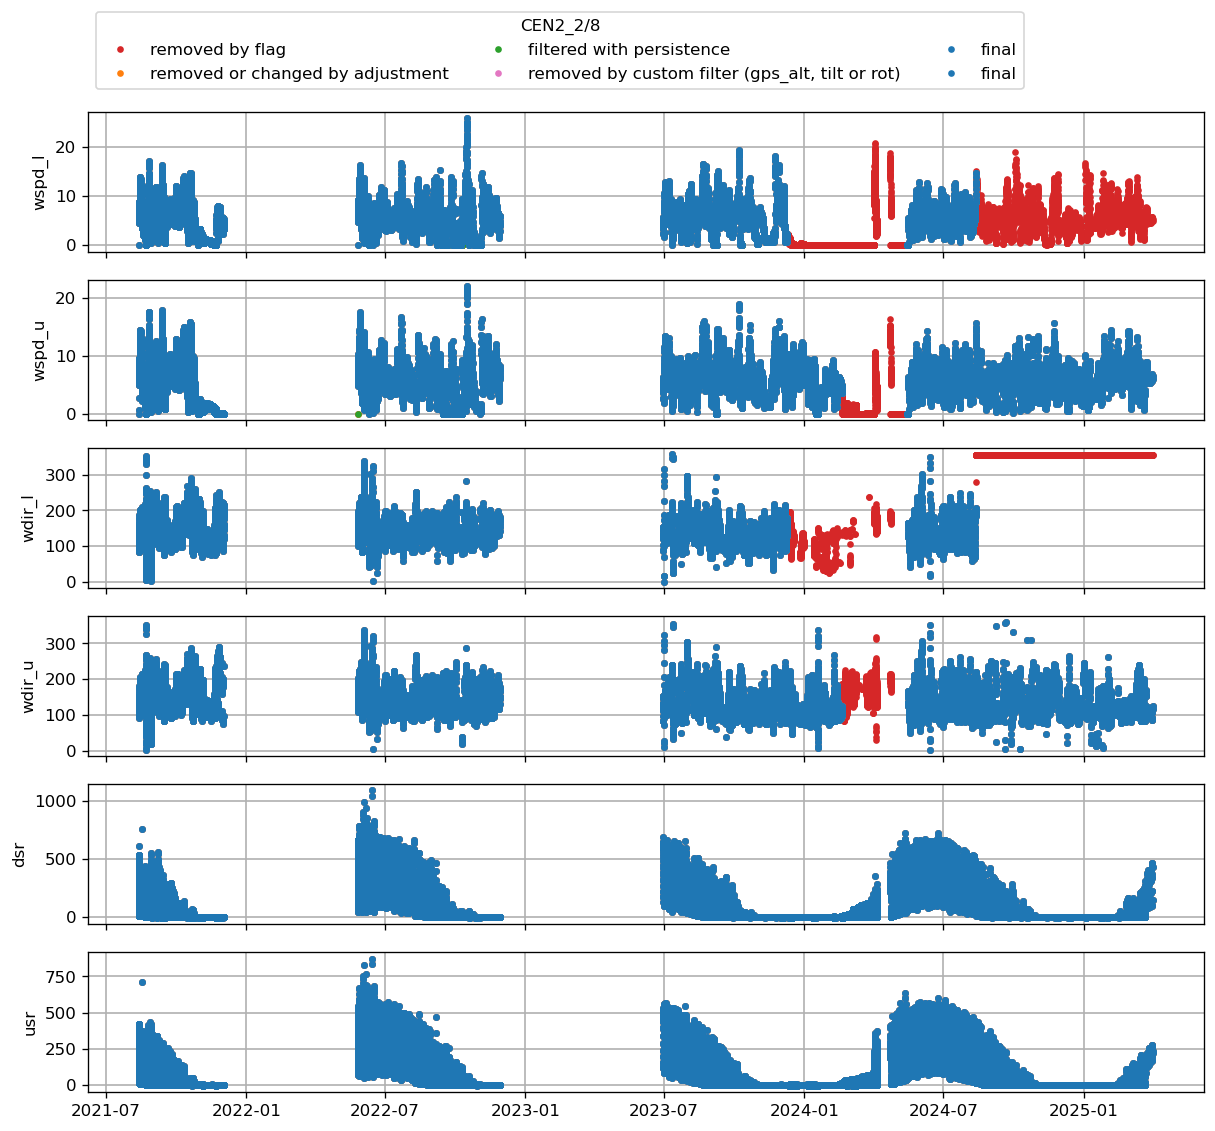 CEN2_2/8
removed by flag
filtered with persistence
final
removed or changed by adjustment
removed by custom filter (gps_alt, tilt or rot)
final
20
10
0
wspd_l
20
10
0
wspd_u
300
200
100
0
wdir_l
300
200
100
0
wdir_u
1000
500
0
dsr
750
500
250
0
usr
2021-07
2022-01
2022-07
2023-01
2023-07
2024-01
2024-07
2025-01